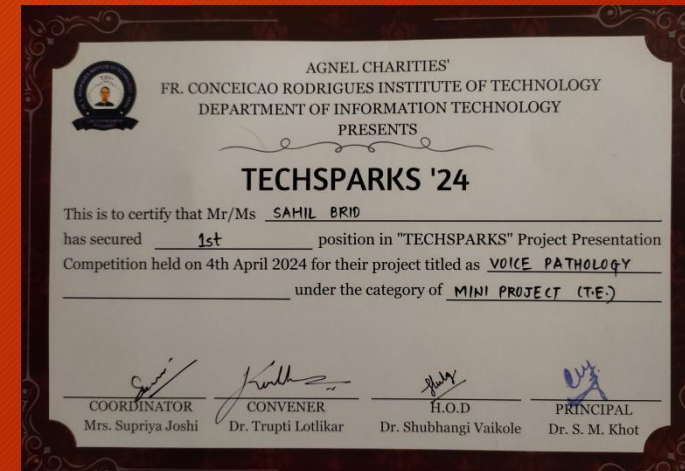 AGNEL CHARITIES'
FR. CONCEICAO RODRIGUES INSTITUTE OF TECHNOLOGY
DEPARTMENT OF INFORMATION TECHNOLOGY
PRESENTS
TECHSPARKS '24
This is to certify that Mr/Ms SAHIL BRID
has secured 1st position in "TECHSPARKS" Project Presentation
Competition held on 4th April 2024 for their project titled as VOICE PATHOLOGY
under the category of MINI PROJECT (T.E.)
COORDINATOR CONVENER H.O.D PRINCIPAL
Mrs. Supriya Joshi Dr. Trupti Lotlikar Dr. Shubhangi Vaikole Dr. S. M. Khot